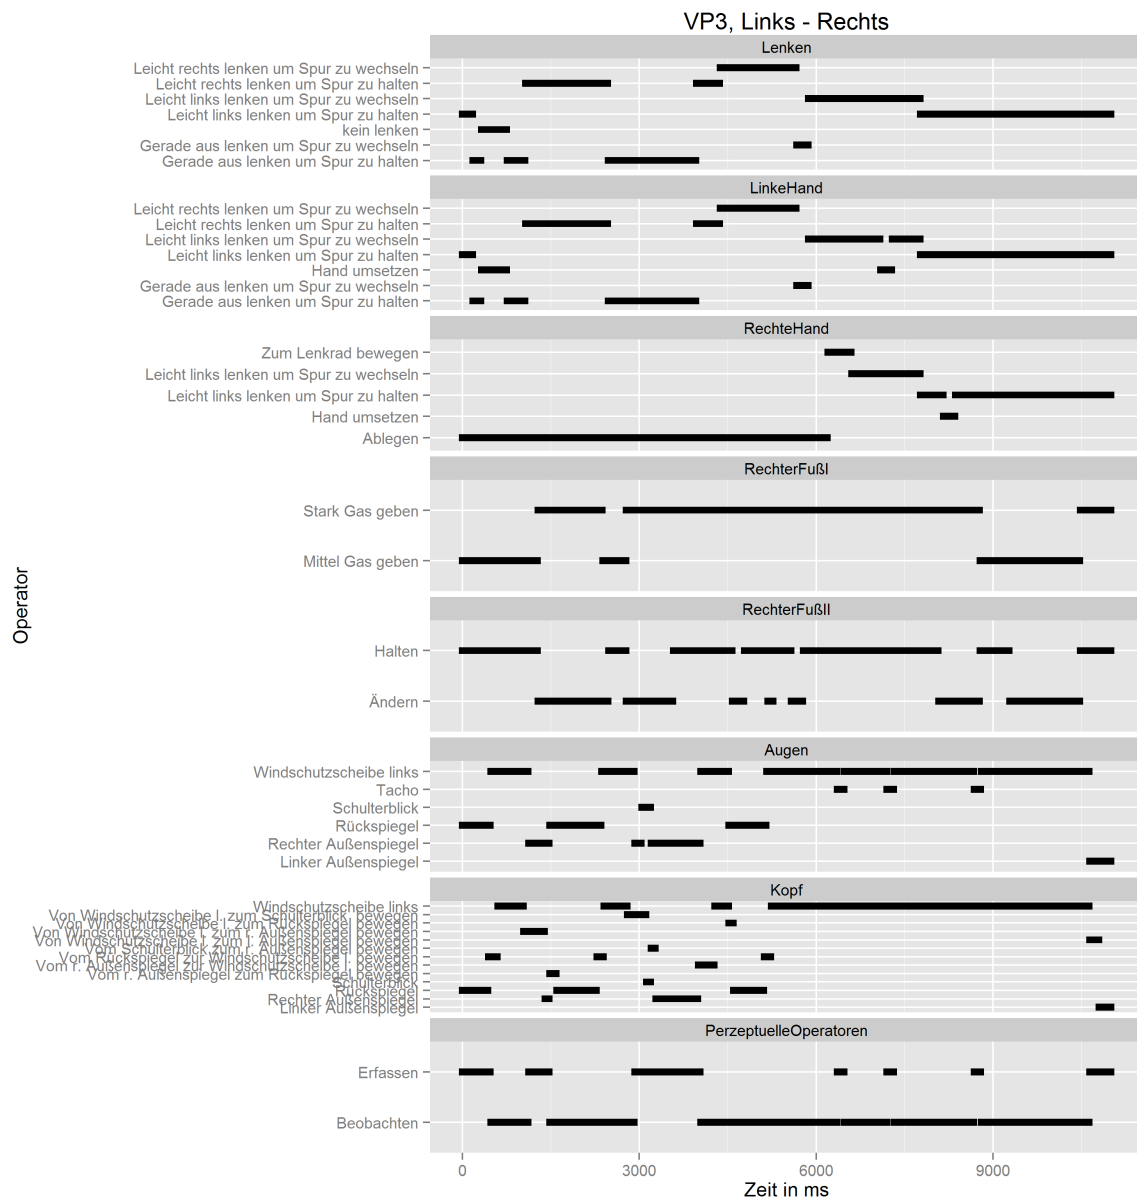 VP3, Links - Rechts
Lenken
Leicht rechts lenken um Spur zu wechseln
Leicht rechts lenken um Spur zu halten
Leicht links lenken um Spur zu wechseln
Leicht links lenken um Spur zu halten
kein lenken
Gerade aus lenken um Spur zu wechseln
Gerade aus lenken um Spur zu halten
LinkeHand
Leicht rechts lenken um Spur zu wechseln
Leicht rechts lenken um Spur zu halten
Leicht links lenken um Spur zu wechseln
Leicht links lenken um Spur zu halten
Hand umsetzen
Gerade aus lenken um Spur zu wechseln
Gerade aus lenken um Spur zu halten
RechteHand
Zum Lenkrad bewegen
Leicht links lenken um Spur zu wechseln
Leicht links lenken um Spur zu halten
Hand umsetzen
Ablegen
RechterFußI
Stark Gas geben
Mittel Gas geben
Operator
RechterFußII
Halten
Ändern
Augen
Windschutzscheibe links
Tacho
Schulterblick
Rückspiegel
Rechter Außenspiegel
Linker Außenspiegel
Kopf
Windschutzscheibe links
Von Windschutzscheibe l. zum Schulterblick bewegen
Von Windschutzscheibe l. zum Rückspiegel bewegen
Von Windschutzscheibe l. zum r. Außenspiegel bewegen
Von Windschutzscheibe l. zum l. Außenspiegel bewegen
Vom Schulterblick zum r. Außenspiegel bewegen
Vom Rückspiegel zur Windschutzscheibe l. bewegen
Vom r. Außenspiegel zur Windschutzscheibe l. bewegen
Vom r. Außenspiegel zum Rückspiegel bewegen
Schulterblick
Rückspiegel
Rechter Außenspiegel
Linker Außenspiegel
PerzeptuelleOperatoren
Erfassen
Beobachten
0 3000 6000 9000
Zeit in ms